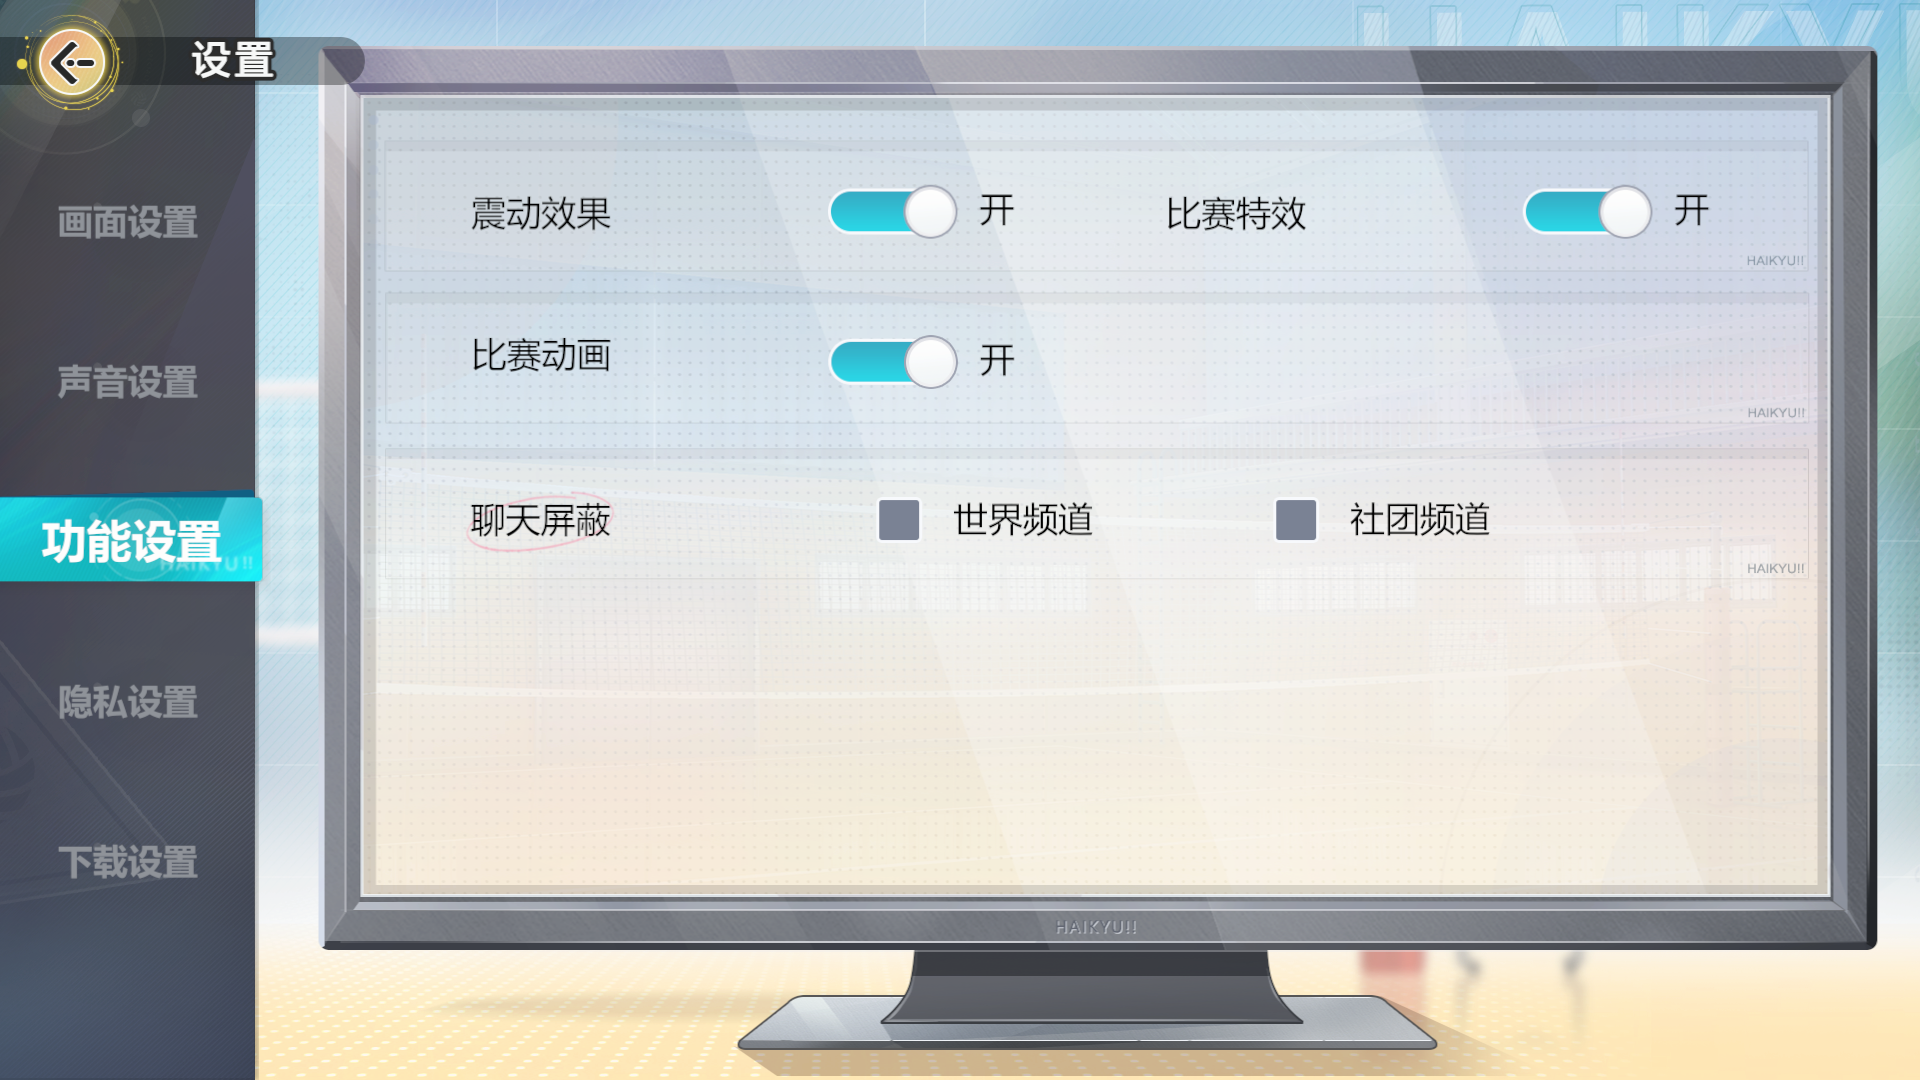 设置
画面设置
声音设置
功能设置
HAIKYU!!
隐私设置
下载设置
震动效果 开 比赛特效 开
HAIKYU!!
比赛动画 开
HAIKYU!!
聊天屏蔽 世界频道 社团频道
HAIKYU!!
HAIKYU!!